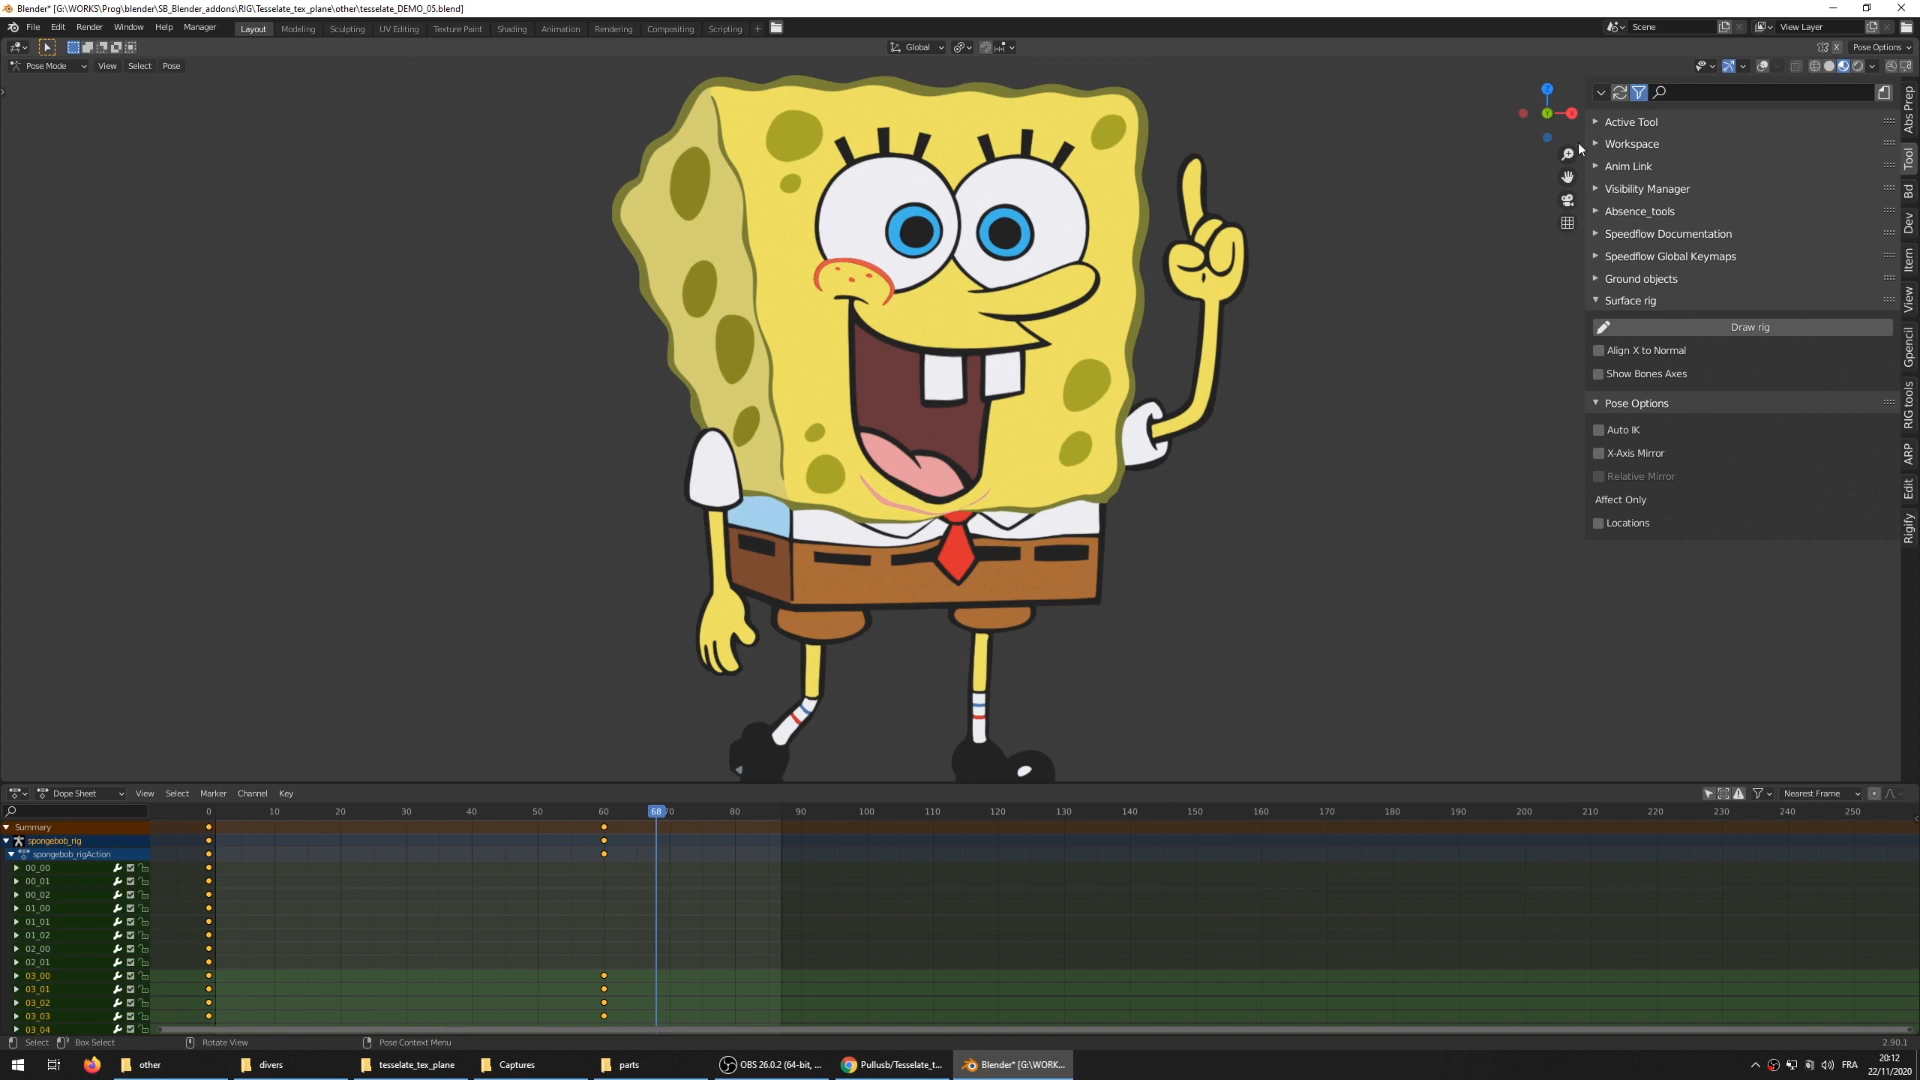 Blender* [G:\WORKS\Prog\blender\SB_Blender_addons\RIG\Tesselate_tex_plane\other\tesselate_DEMO_05.blend]
File Edit Render Window Help Manager
Layout Modeling Sculpting UV Editing Texture Paint Shading Animation Rendering Compositing Scripting +
Scene
View Layer
Global
Pose Options
Pose Mode View Select Pose
Z
Y
X
Active Tool
Workspace
Anim Link
Visibility Manager
Absence_tools
Speedflow Documentation
Speedflow Global Keymaps
Ground objects
Surface rig
Draw rig
Align X to Normal
Show Bones Axes
Pose Options
Auto IK
X-Axis Mirror
Relative Mirror
Affect Only
Locations
Abs Prep
Tool
Bd
Dev
Item
View
Gpencil
RIG tools
ARP
Edit
Rigify
Dope Sheet View Select Marker Channel Key
Nearest Frame
0 10 20 30 40 50 60 68 70 80 90 100 110 120 130 140 150 160 170 180 190 200 210 220 230 240 250
Summary
spongebob_rig
spongebob_rigAction
00_00
00_01
00_02
01_00
01_01
01_02
02_00
02_01
03_00
03_01
03_02
03_03
03_04
Select Box Select Rotate View Pose Context Menu
2.90.1
other
divers
tesselate_tex_plane
Captures
parts
OBS 26.0.2 (64-bit, ...
Pullusb/Tesselate_t...
Blender* [G:\WORK...
FRA
20:12
22/11/2020